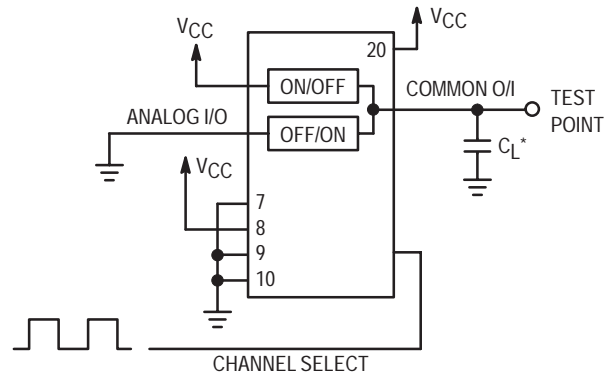 VCC
VCC
20
ON/OFF
COMMON O/I
TEST
POINT
ANALOG I/O
OFF/ON
CL*
VCC
7
8
9
10
CHANNEL SELECT